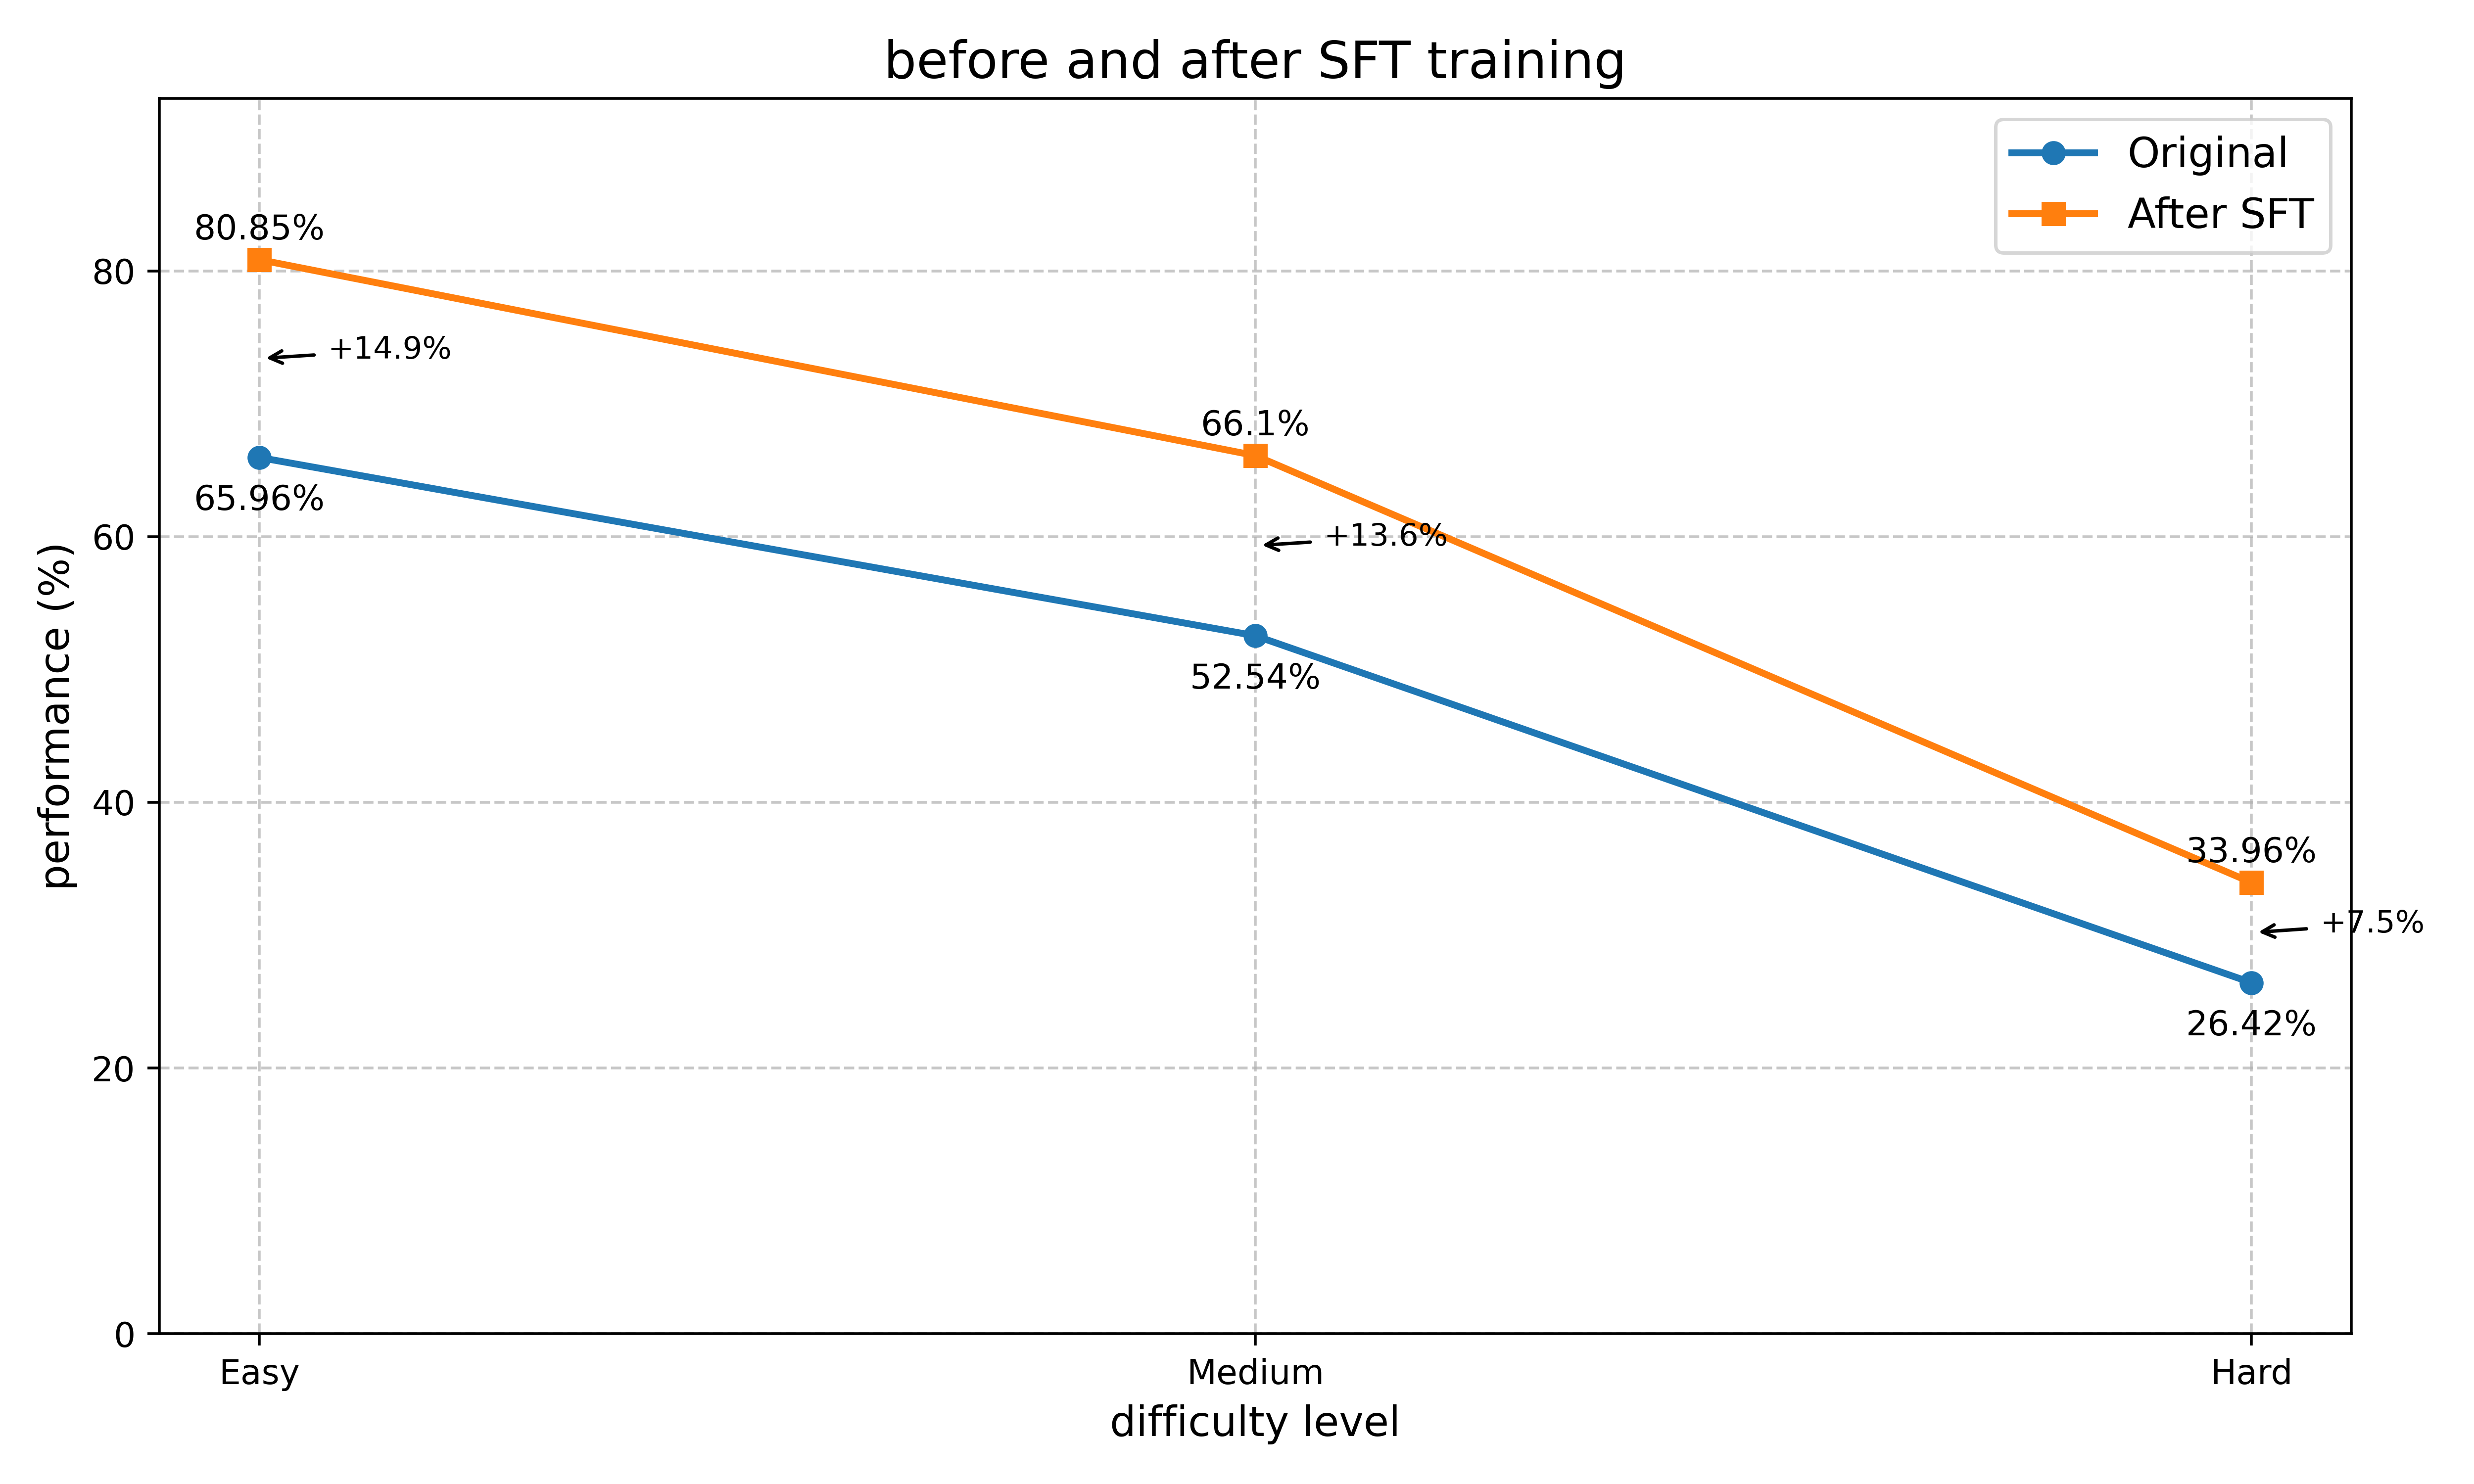 before and after SFT training
Original
After SFT
80.85%
+14.9%
65.96%
66.1%
+13.6%
52.54%
33.96%
+7.5%
26.42%
performance (%)
80
60
40
20
0
Easy
Medium
Hard
difficulty level